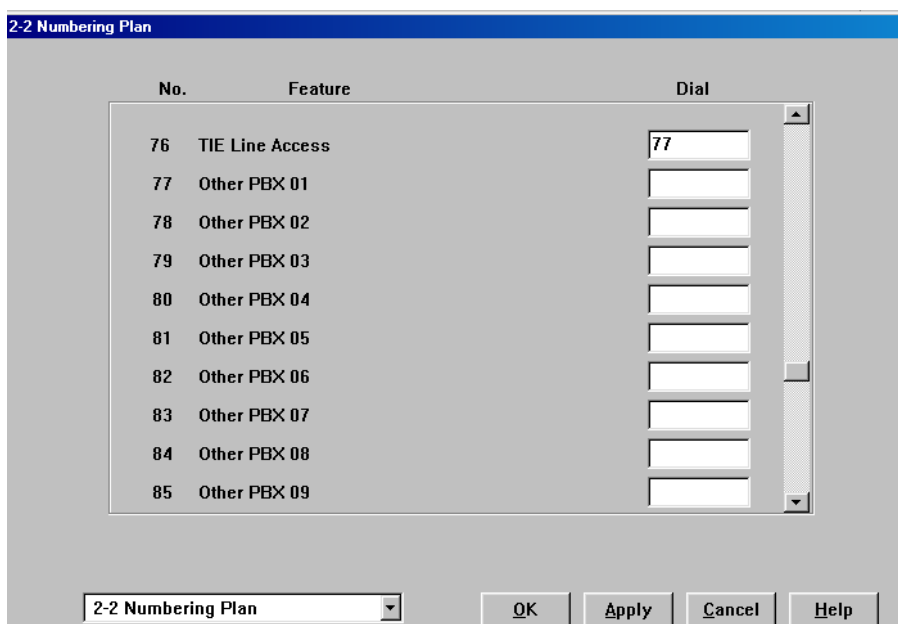 2-2 Numbering Plan
No. Feature Dial
76 TIE Line Access 77
77 Other PBX 01
78 Other PBX 02
79 Other PBX 03
80 Other PBX 04
81 Other PBX 05
82 Other PBX 06
83 Other PBX 07
84 Other PBX 08
85 Other PBX 09
2-2 Numbering Plan OK Apply Cancel Help